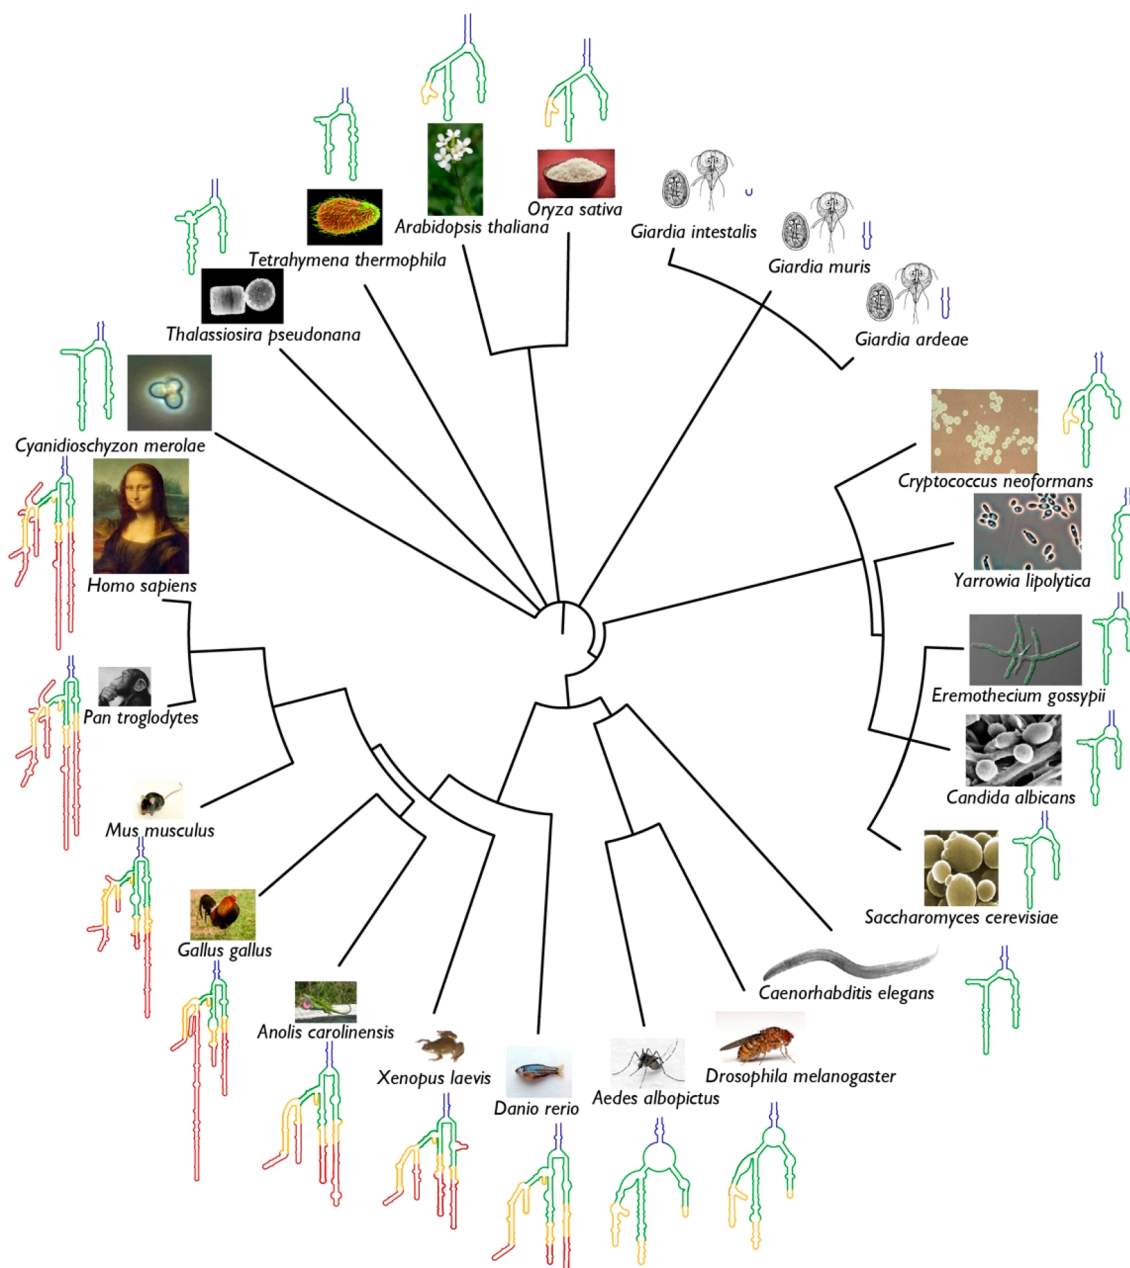 Oryza sativa
Arabidopsis thaliana
Giardia intestalis
Tetrahymena thermophila
Giardia muris
Thalassiosira pseudonana
Giardia ardeae
Cyanidioschyzon merolae
Cryptococcus neoformans
Yarrowia lipolytica
Homo sapiens
Eremothecium gossypii
Pan troglodytes
Candida albicans
Mus musculus
Saccharomyces cerevisiae
Gallus gallus
Caenorhabditis elegans
Anolis carolinensis
Xenopus laevis
Drosophila melanogaster
Aedes albopictus
Danio rerio